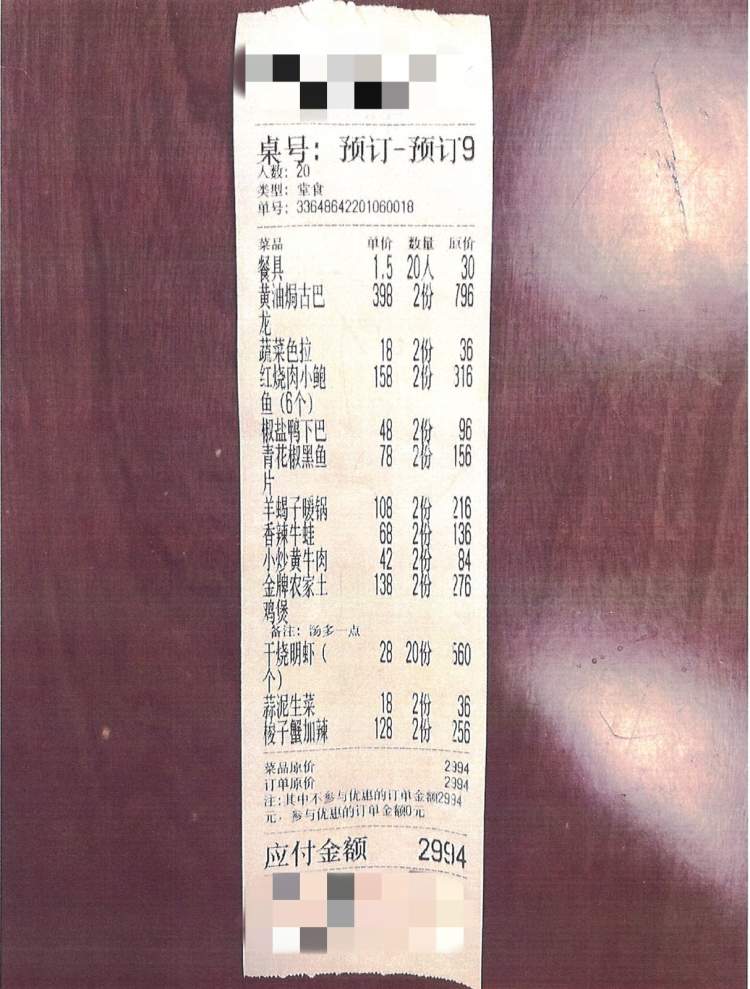 桌号: 预订-预订9
人数: 20
类型: 堂食
单号: 33648642201060018
菜品 单价 数量 原价
餐具 1.5 20人 30
黄油焗古巴 398 2份 796
龙
蔬菜色拉 18 2份 36
红烧肉小鲍 158 2份 316
鱼(6个)
椒盐鸭下巴 48 2份 96
青花椒黑鱼 78 2份 156
片
羊蝎子暖锅 108 2份 216
香辣牛蛙 68 2份 136
小炒黄牛肉 42 2份 84
金牌农家土 138 2份 276
鸡煲
备注: 汤多一点
干烧明虾( 28 20份 560
个)
蒜泥生菜 18 2份 36
梭子蟹加辣 128 2份 256
菜品原价 2994
订单原价 2994
注:其中不参与优惠的订单金额2994
元，参与优惠的订单金额0元
应付金额 2994